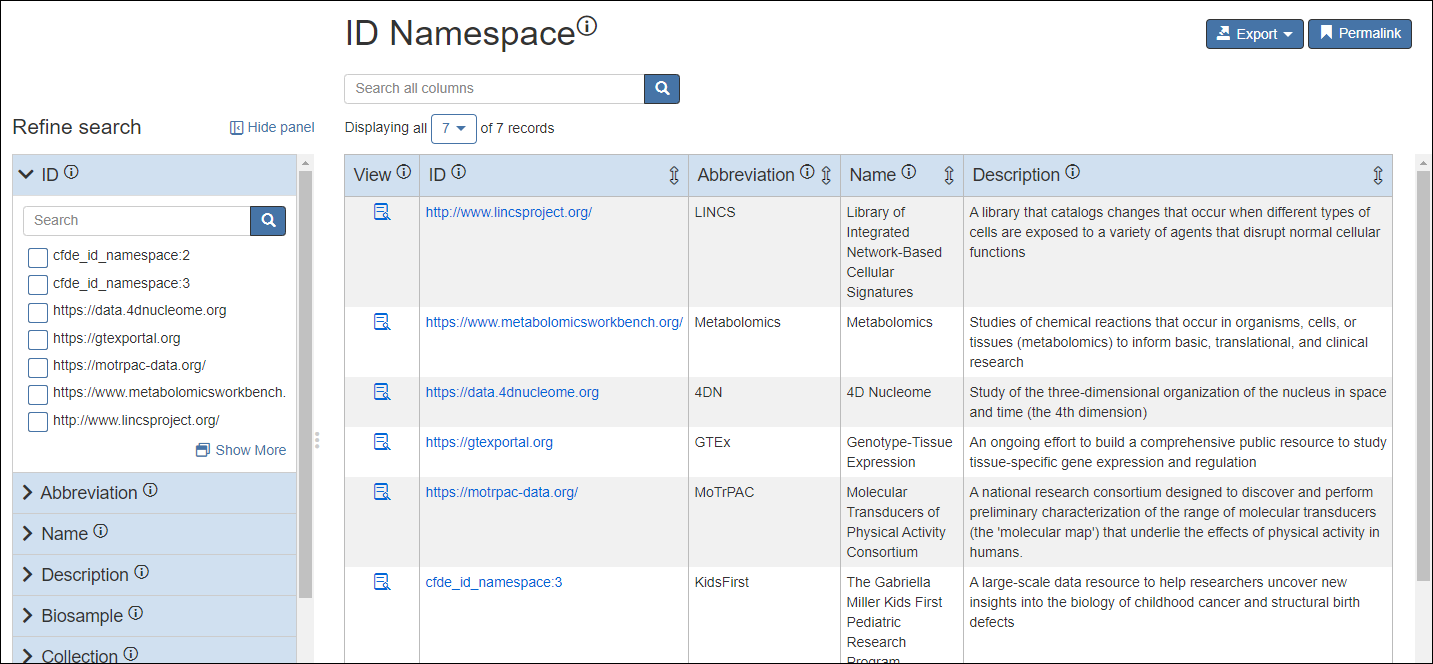 ID Namespace
Export
Permalink
Search all columns
Refine search
Hide panel
Displaying all 7 of 7 records
ID
Search
cfde_id_namespace:2
cfde_id_namespace:3
https://data.4dnucleome.org
https://gtexportal.org
https://motrpac-data.org/
https://www.metabolomicsworkbench.
http://www.lincsproject.org/
Show More
Abbreviation
Name
Description
Biosample
Collection
View ID Abbreviation Name Description
http://www.lincsproject.org/ LINCS Library of A library that catalogs changes that occur when different types of
Integrated cells are exposed to a variety of agents that disrupt normal cellular
Network-Based functions
Cellular
Signatures
https://www.metabolomicsworkbench.org/ Metabolomics Metabolomics Studies of chemical reactions that occur in organisms, cells, or
tissues (metabolomics) to inform basic, translational, and clinical
research
https://data.4dnucleome.org 4DN 4D Nucleome Study of the three-dimensional organization of the nucleus in space
and time (the 4th dimension)
https://gtexportal.org GTEx Genotype-Tissue An ongoing effort to build a comprehensive public resource to study
Expression tissue-specific gene expression and regulation
https://motrpac-data.org/ MoTrPAC Molecular A national research consortium designed to discover and perform
Transducers of preliminary characterization of the range of molecular transducers
Physical Activity (the 'molecular map') that underlie the effects of physical activity in
Consortium humans.
cfde_id_namespace:3 KidsFirst The Gabriella A large-scale data resource to help researchers uncover new
Miller Kids First insights into the biology of childhood cancer and structural birth
Pediatric defects
Research
Program